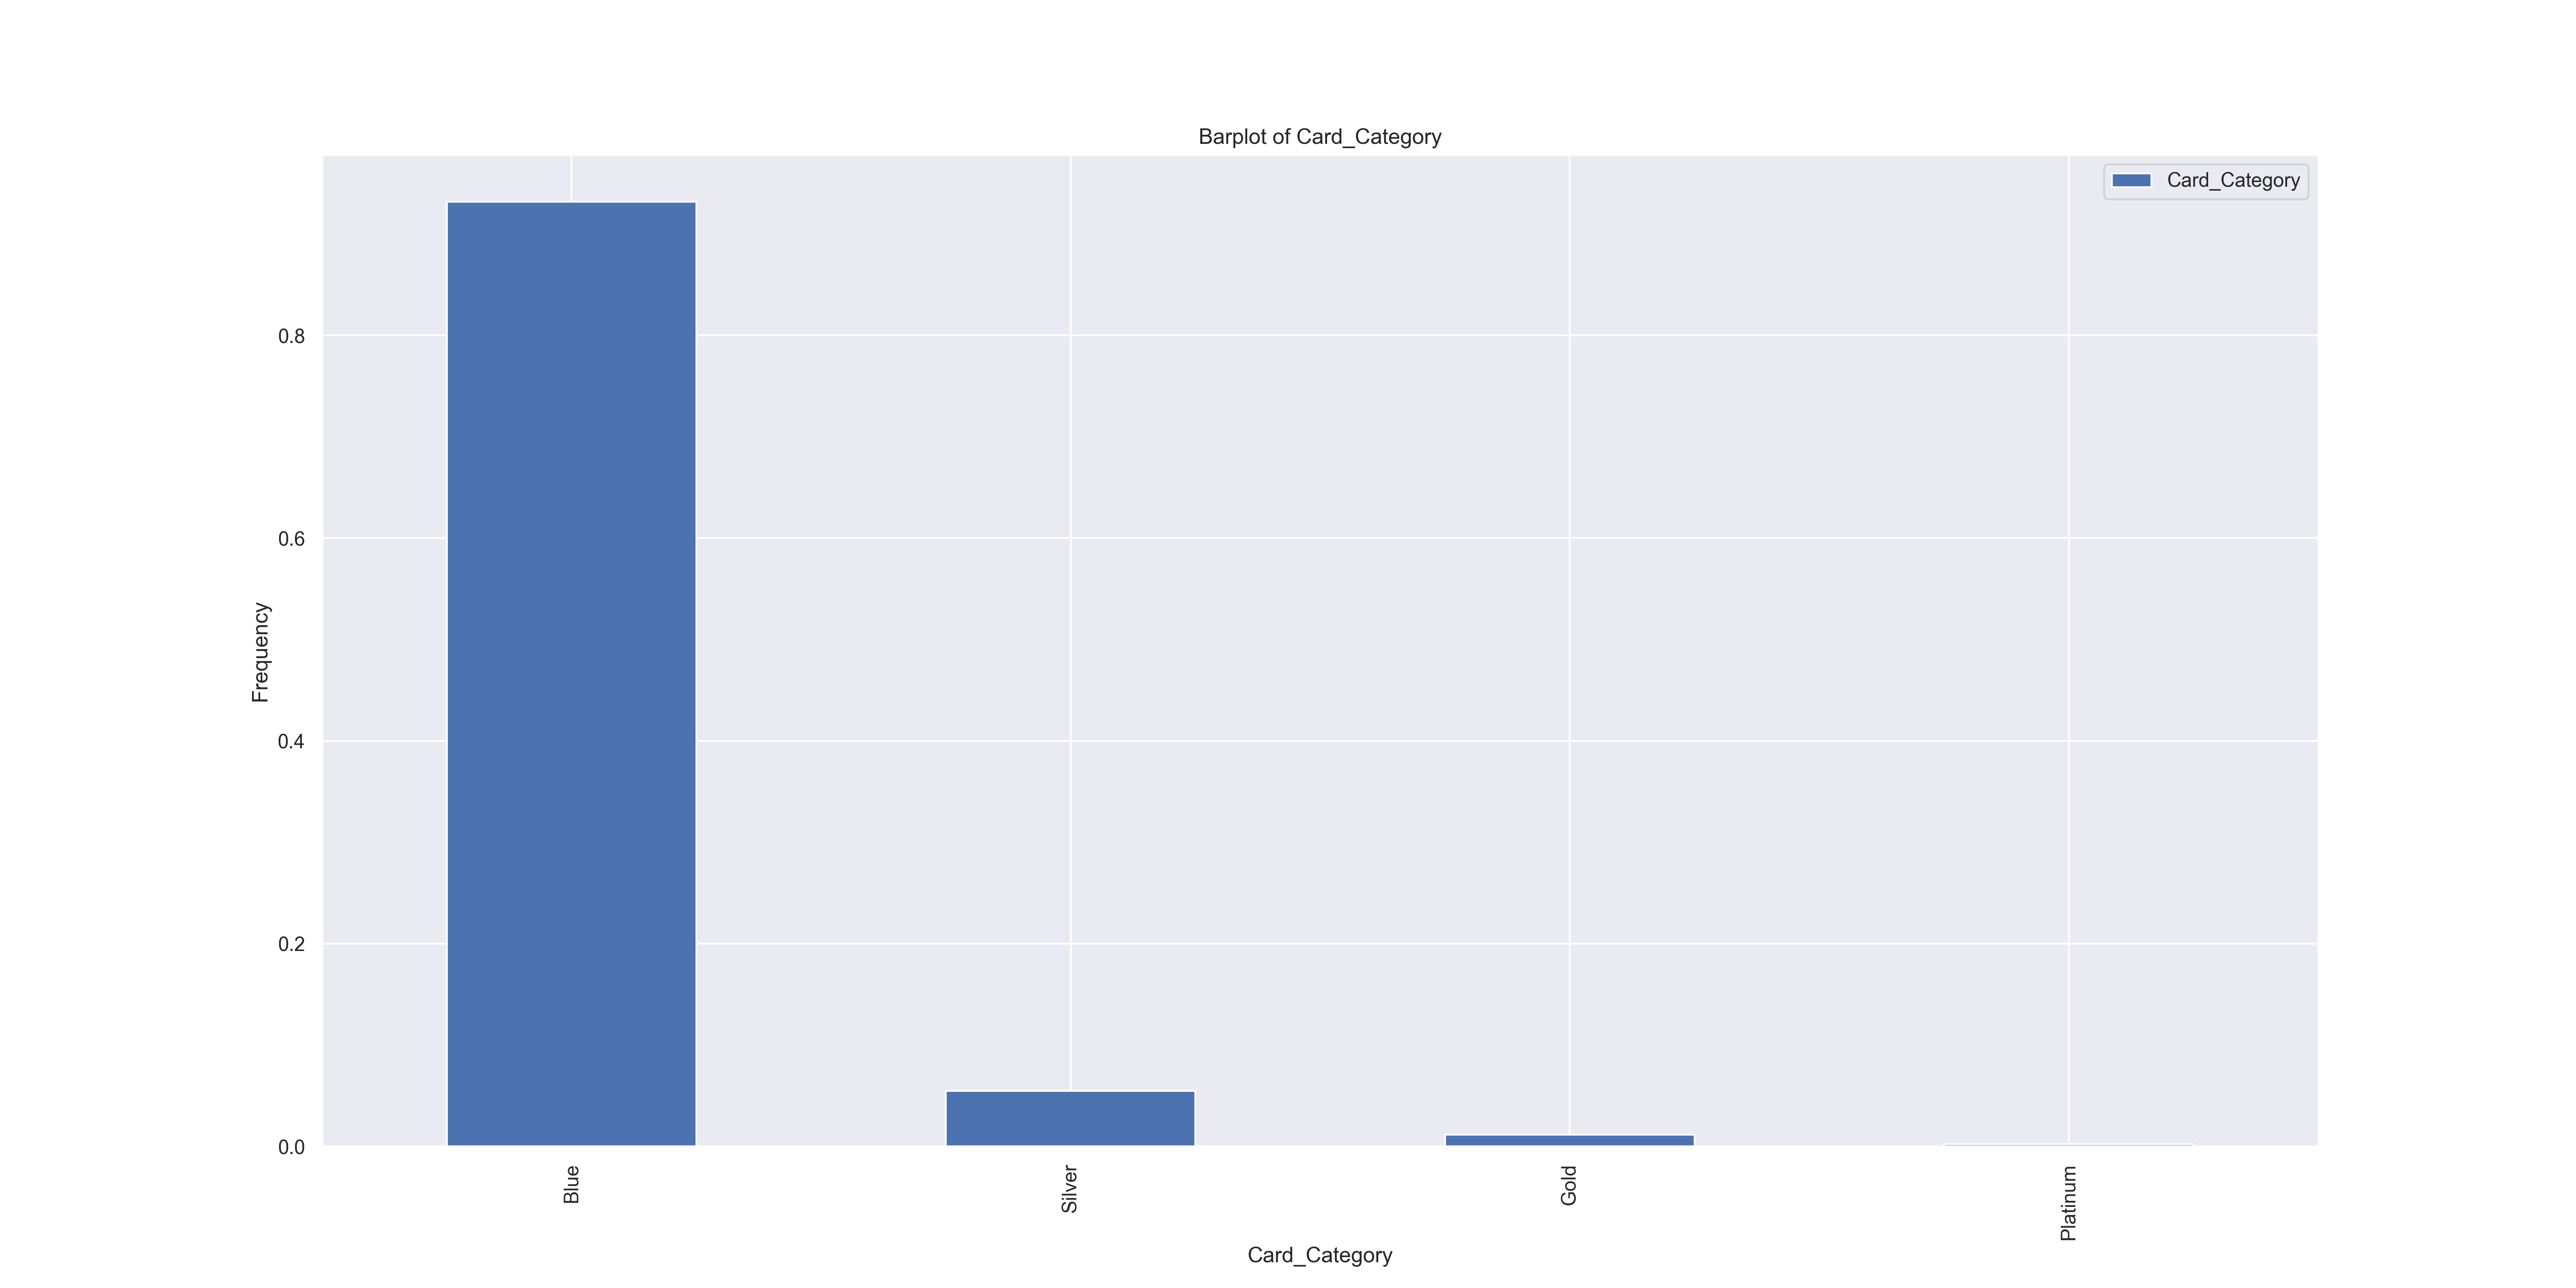 Barplot of Card_Category
Card_Category
0.8
0.6
0.4
0.2
0.0
Frequency
Blue
Silver
Gold
Platinum
Card_Category